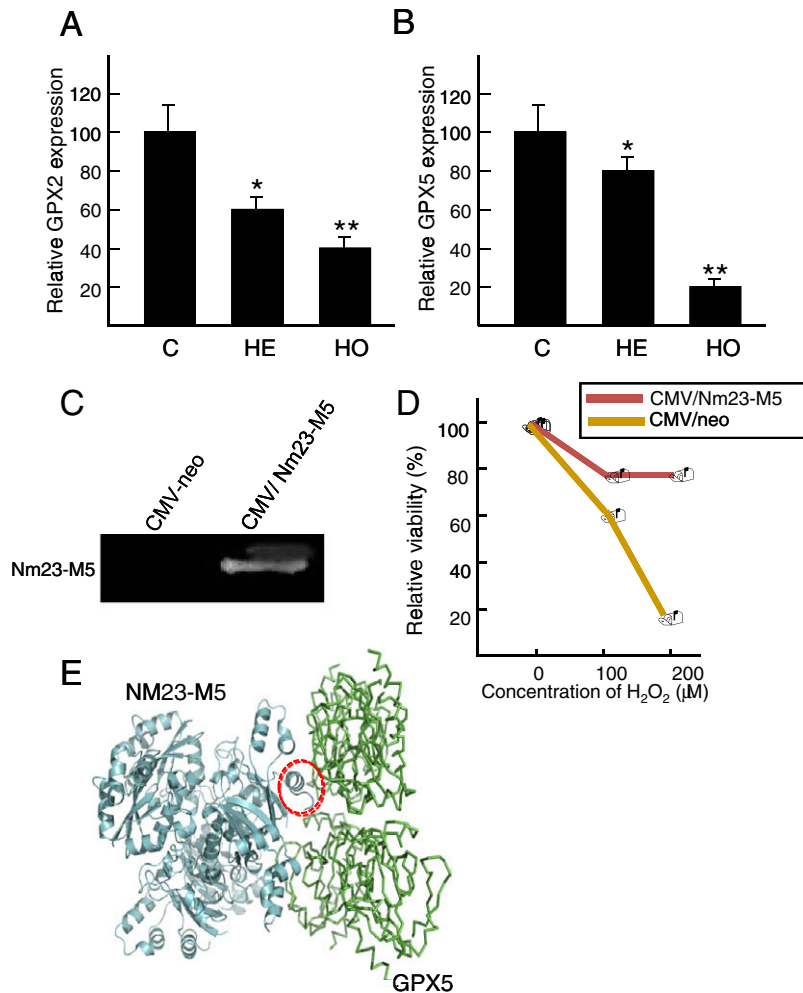 A
Relative GPX2 expression
120
100
80
60
40
20
*
**
C HE HO
B
Relative GPX5 expression
120
100
80
60
40
20
*
**
C HE HO
C
CMV-neo
CMV/ Nm23-M5
Nm23-M5
D
CMV/Nm23-M5
CMV/neo
Relative viability (%)
100
80
60
40
20
0 100 200
Concentration of H₂O₂ (μM)
E
NM23-M5
GPX5